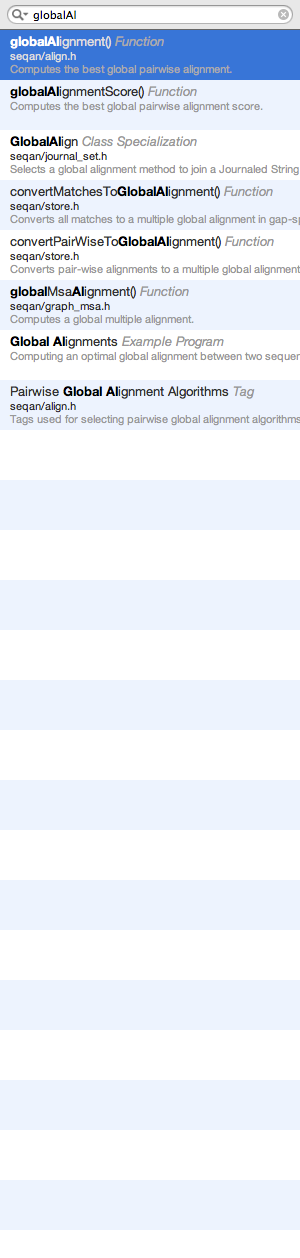 globalAl
globalAlignment() Function
seqan/align.h
Computes the best global pairwise alignment.
globalAlignmentScore() Function
Computes the best global pairwise alignment score.
GlobalAlign Class Specialization
seqan/journal_set.h
Selects a global alignment method to join a Journaled String
convertMatchesToGlobalAlignment() Function
seqan/store.h
Converts all matches to a multiple global alignment in gap-sp
convertPairWiseToGlobalAlignment() Function
seqan/store.h
Converts pair-wise alignments to a multiple global alignment
globalMsaAlignment() Function
seqan/graph_msa.h
Computes a global multiple alignment.
Global Alignments Example Program
Computing an optimal global alignment between two sequen
Pairwise Global Alignment Algorithms Tag
seqan/align.h
Tags used for selecting pairwise global alignment algorithms